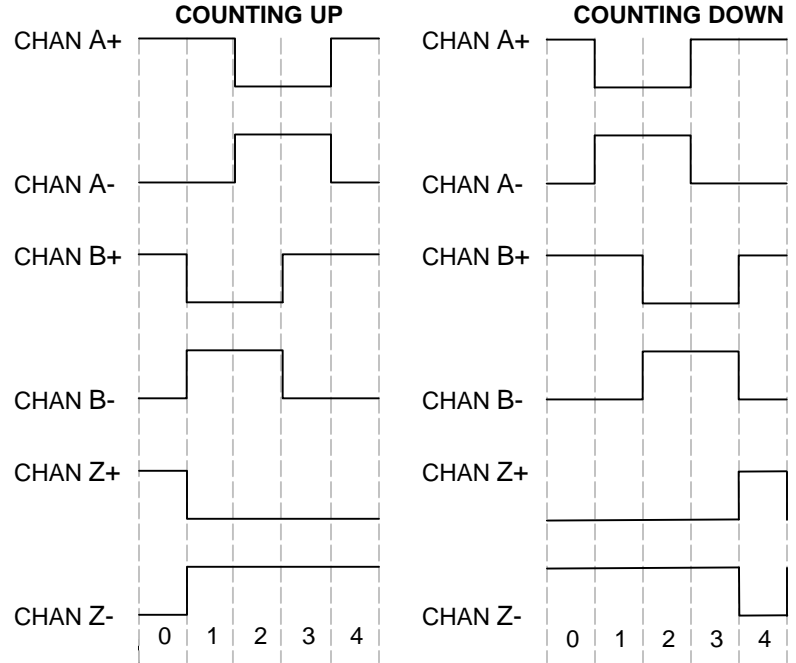 COUNTING UP
CHAN A+
CHAN A-
CHAN B+
CHAN B-
CHAN Z+
CHAN Z-
0 1 2 3 4
COUNTING DOWN
CHAN A+
CHAN A-
CHAN B+
CHAN B-
CHAN Z+
CHAN Z-
0 1 2 3 4